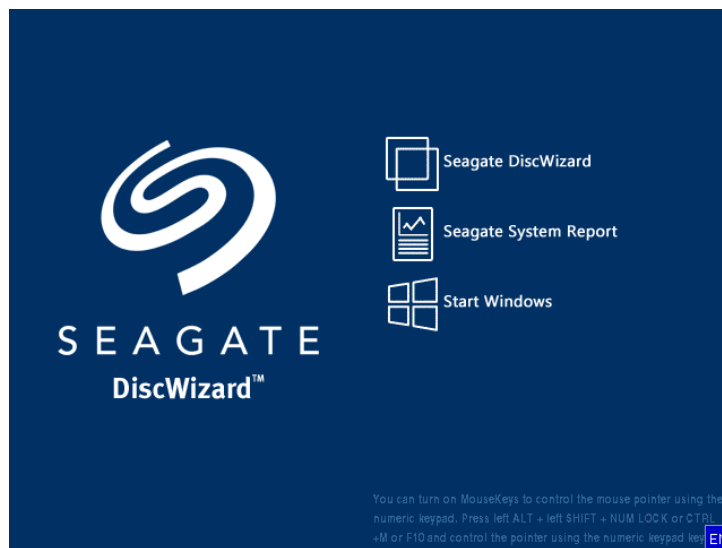 SEAGATE
DiscWizard™
Seagate DiscWizard
Seagate System Report
Start Windows
You can turn on MouseKeys to control the mouse pointer using the
numeric keypad. Press left ALT + left SHIFT + NUM LOCK or CTRL
+M or F10 and control the pointer using the numeric keypad key
EN